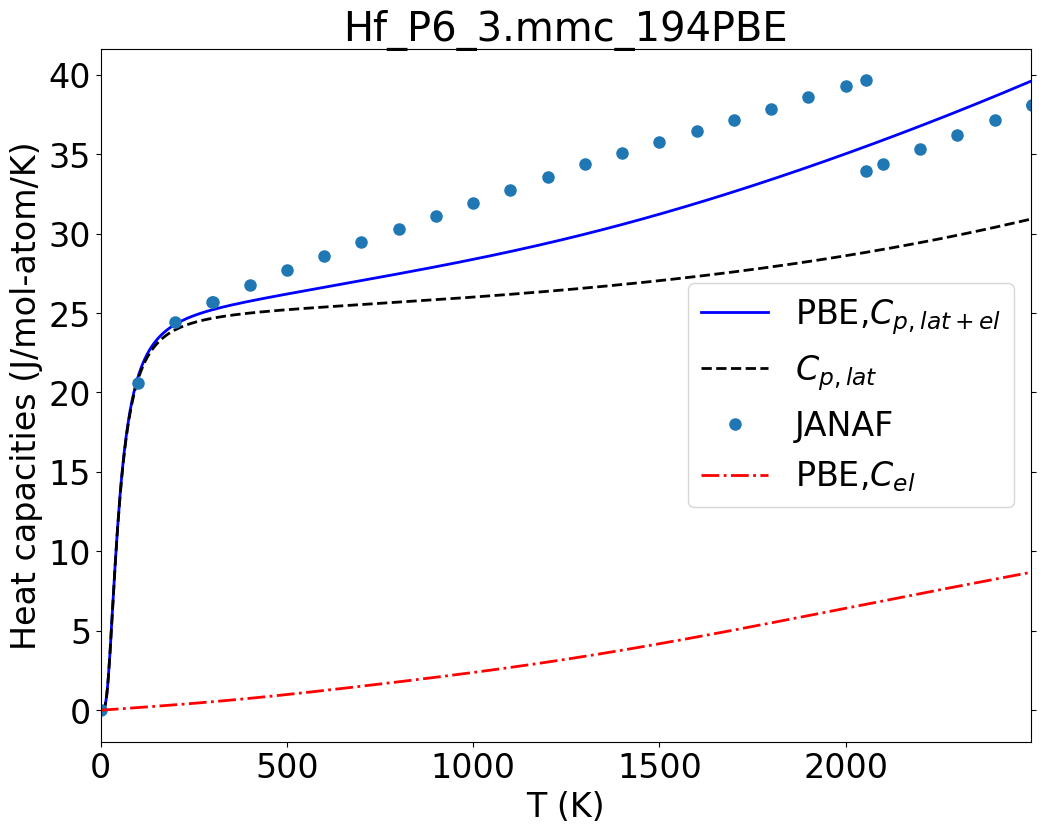 Hf_P6_3.mmc_194PBE
Heat capacities (J/mol-atom/K)
40
35
30
25
20
15
10
5
0
PBE,C_{p,lat+el}
C_{p,lat}
JANAF
PBE,C_{el}
0 500 1000 1500 2000
T (K)